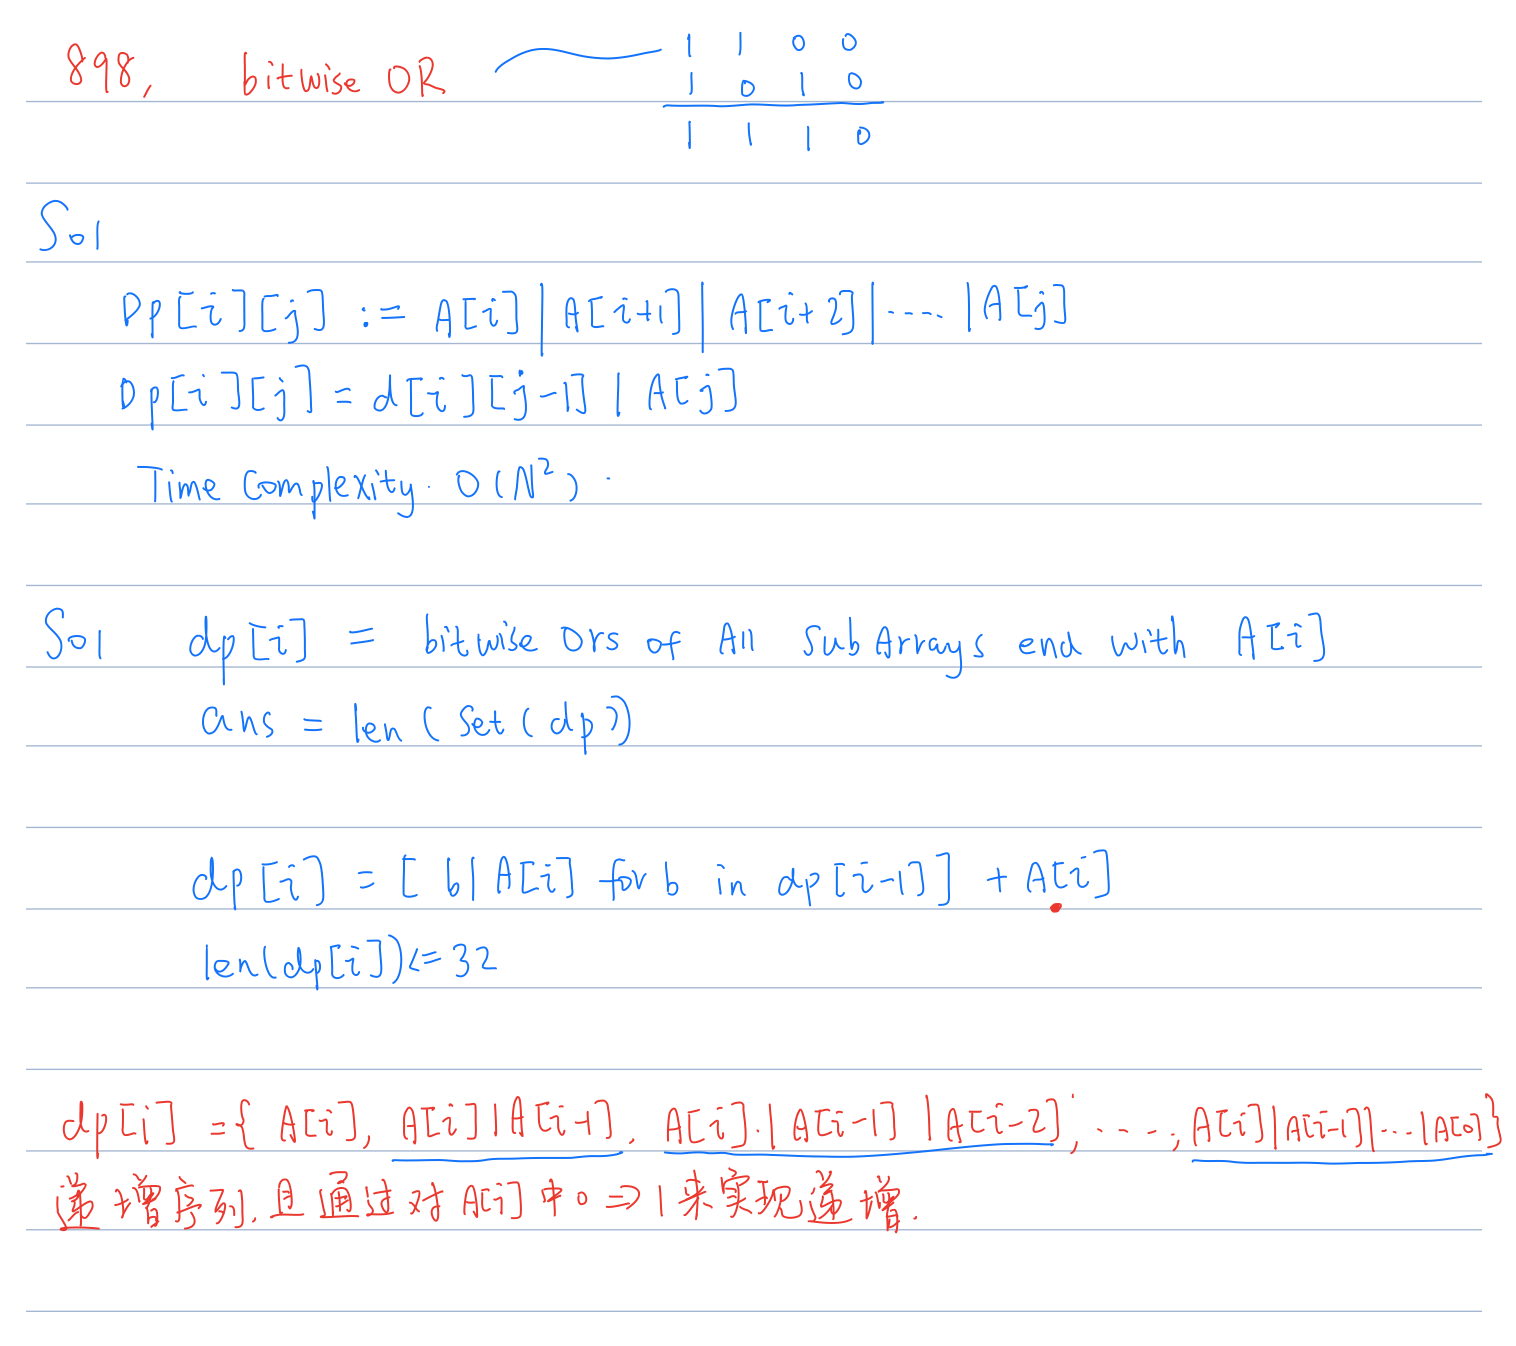 898, bitwise OR
1 1 0 0
1 0 1 0
1 1 1 0
Sol
Dp[i][j] := A[i] | A[i+1] | A[i+2] | .... | A[j]
Dp[i][j] = d[i][j-1] | A[j]
Time Complexity. O(N²).
Sol dp[i] = bitwise Ors of All SubArrays end with A[i]
ans = len(set(dp))
dp[i] = [ b | A[i] for b in dp[i-1]] + A[i]
len(dp[i]) <= 32
dp[i] = { A[i], A[i] | A[i-1], A[i] | A[i-1] | A[i-2], ...., A[i] | A[i-1] | ... | A[0]}
递增序列. 且通过对A[i]中0⇒1来实现递增.